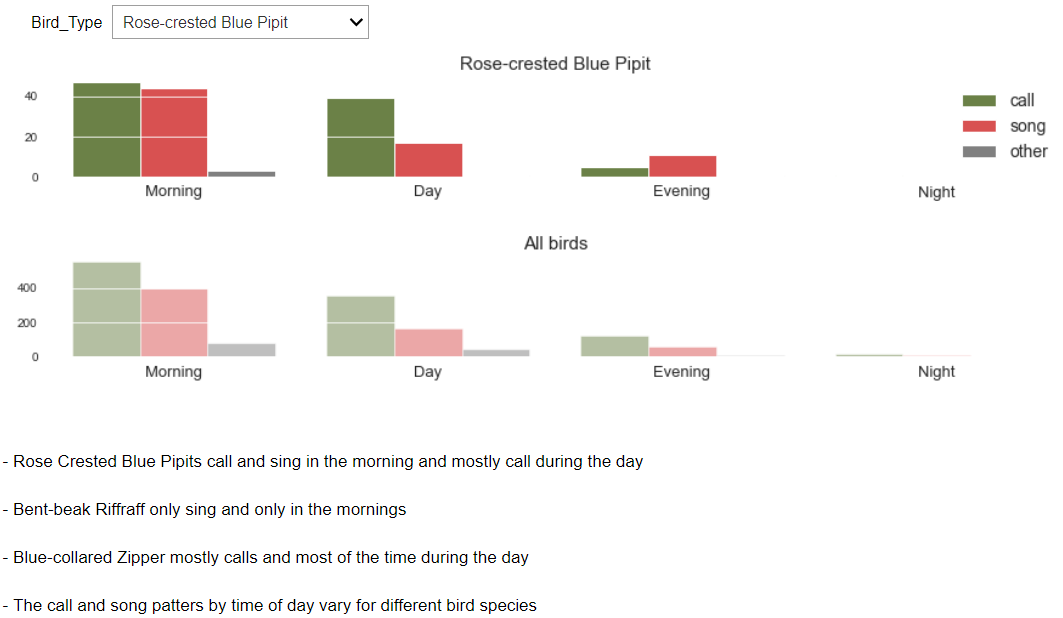 Bird_Type Rose-crested Blue Pipit
Rose-crested Blue Pipit
40
20
0
call
song
other
Morning Day Evening Night
All birds
400
200
0
Morning Day Evening Night
- Rose Crested Blue Pipits call and sing in the morning and mostly call during the day
- Bent-beak Riffraff only sing and only in the mornings
- Blue-collared Zipper mostly calls and most of the time during the day
- The call and song patters by time of day vary for different bird species